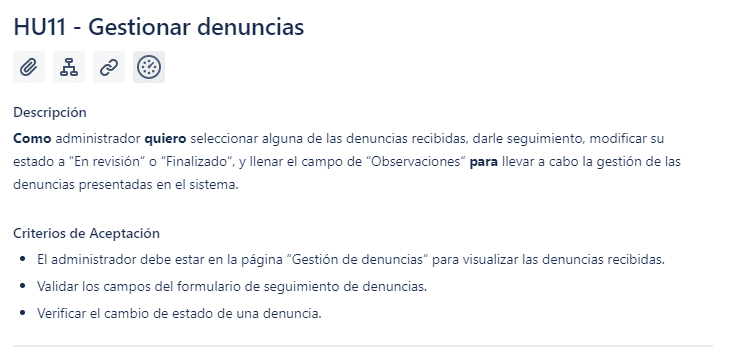 HU11 - Gestionar denuncias
Descripción
Como administrador quiero seleccionar alguna de las denuncias recibidas, darle seguimiento, modificar su
estado a “En revisión” o “Finalizado”, y llenar el campo de “Observaciones” para llevar a cabo la gestión de las
denuncias presentadas en el sistema.
Criterios de Aceptación
• El administrador debe estar en la página “Gestión de denuncias” para visualizar las denuncias recibidas.
• Validar los campos del formulario de seguimiento de denuncias.
• Verificar el cambio de estado de una denuncia.